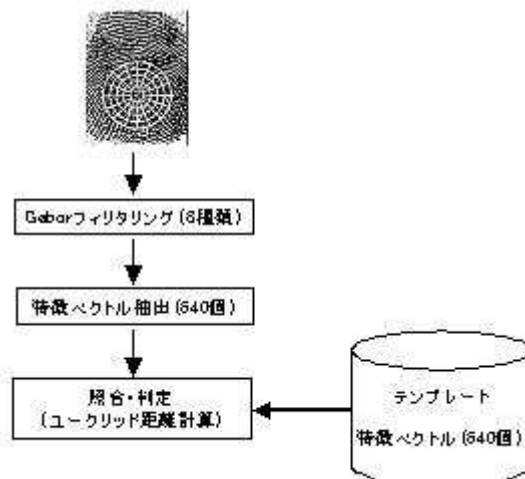 Gaborフィリタリング(8種類)
特徴ベクトル抽出(640個)
照合・判定
(ユークリッド距離計算)
テンプレート
特徴ベクトル(640個)